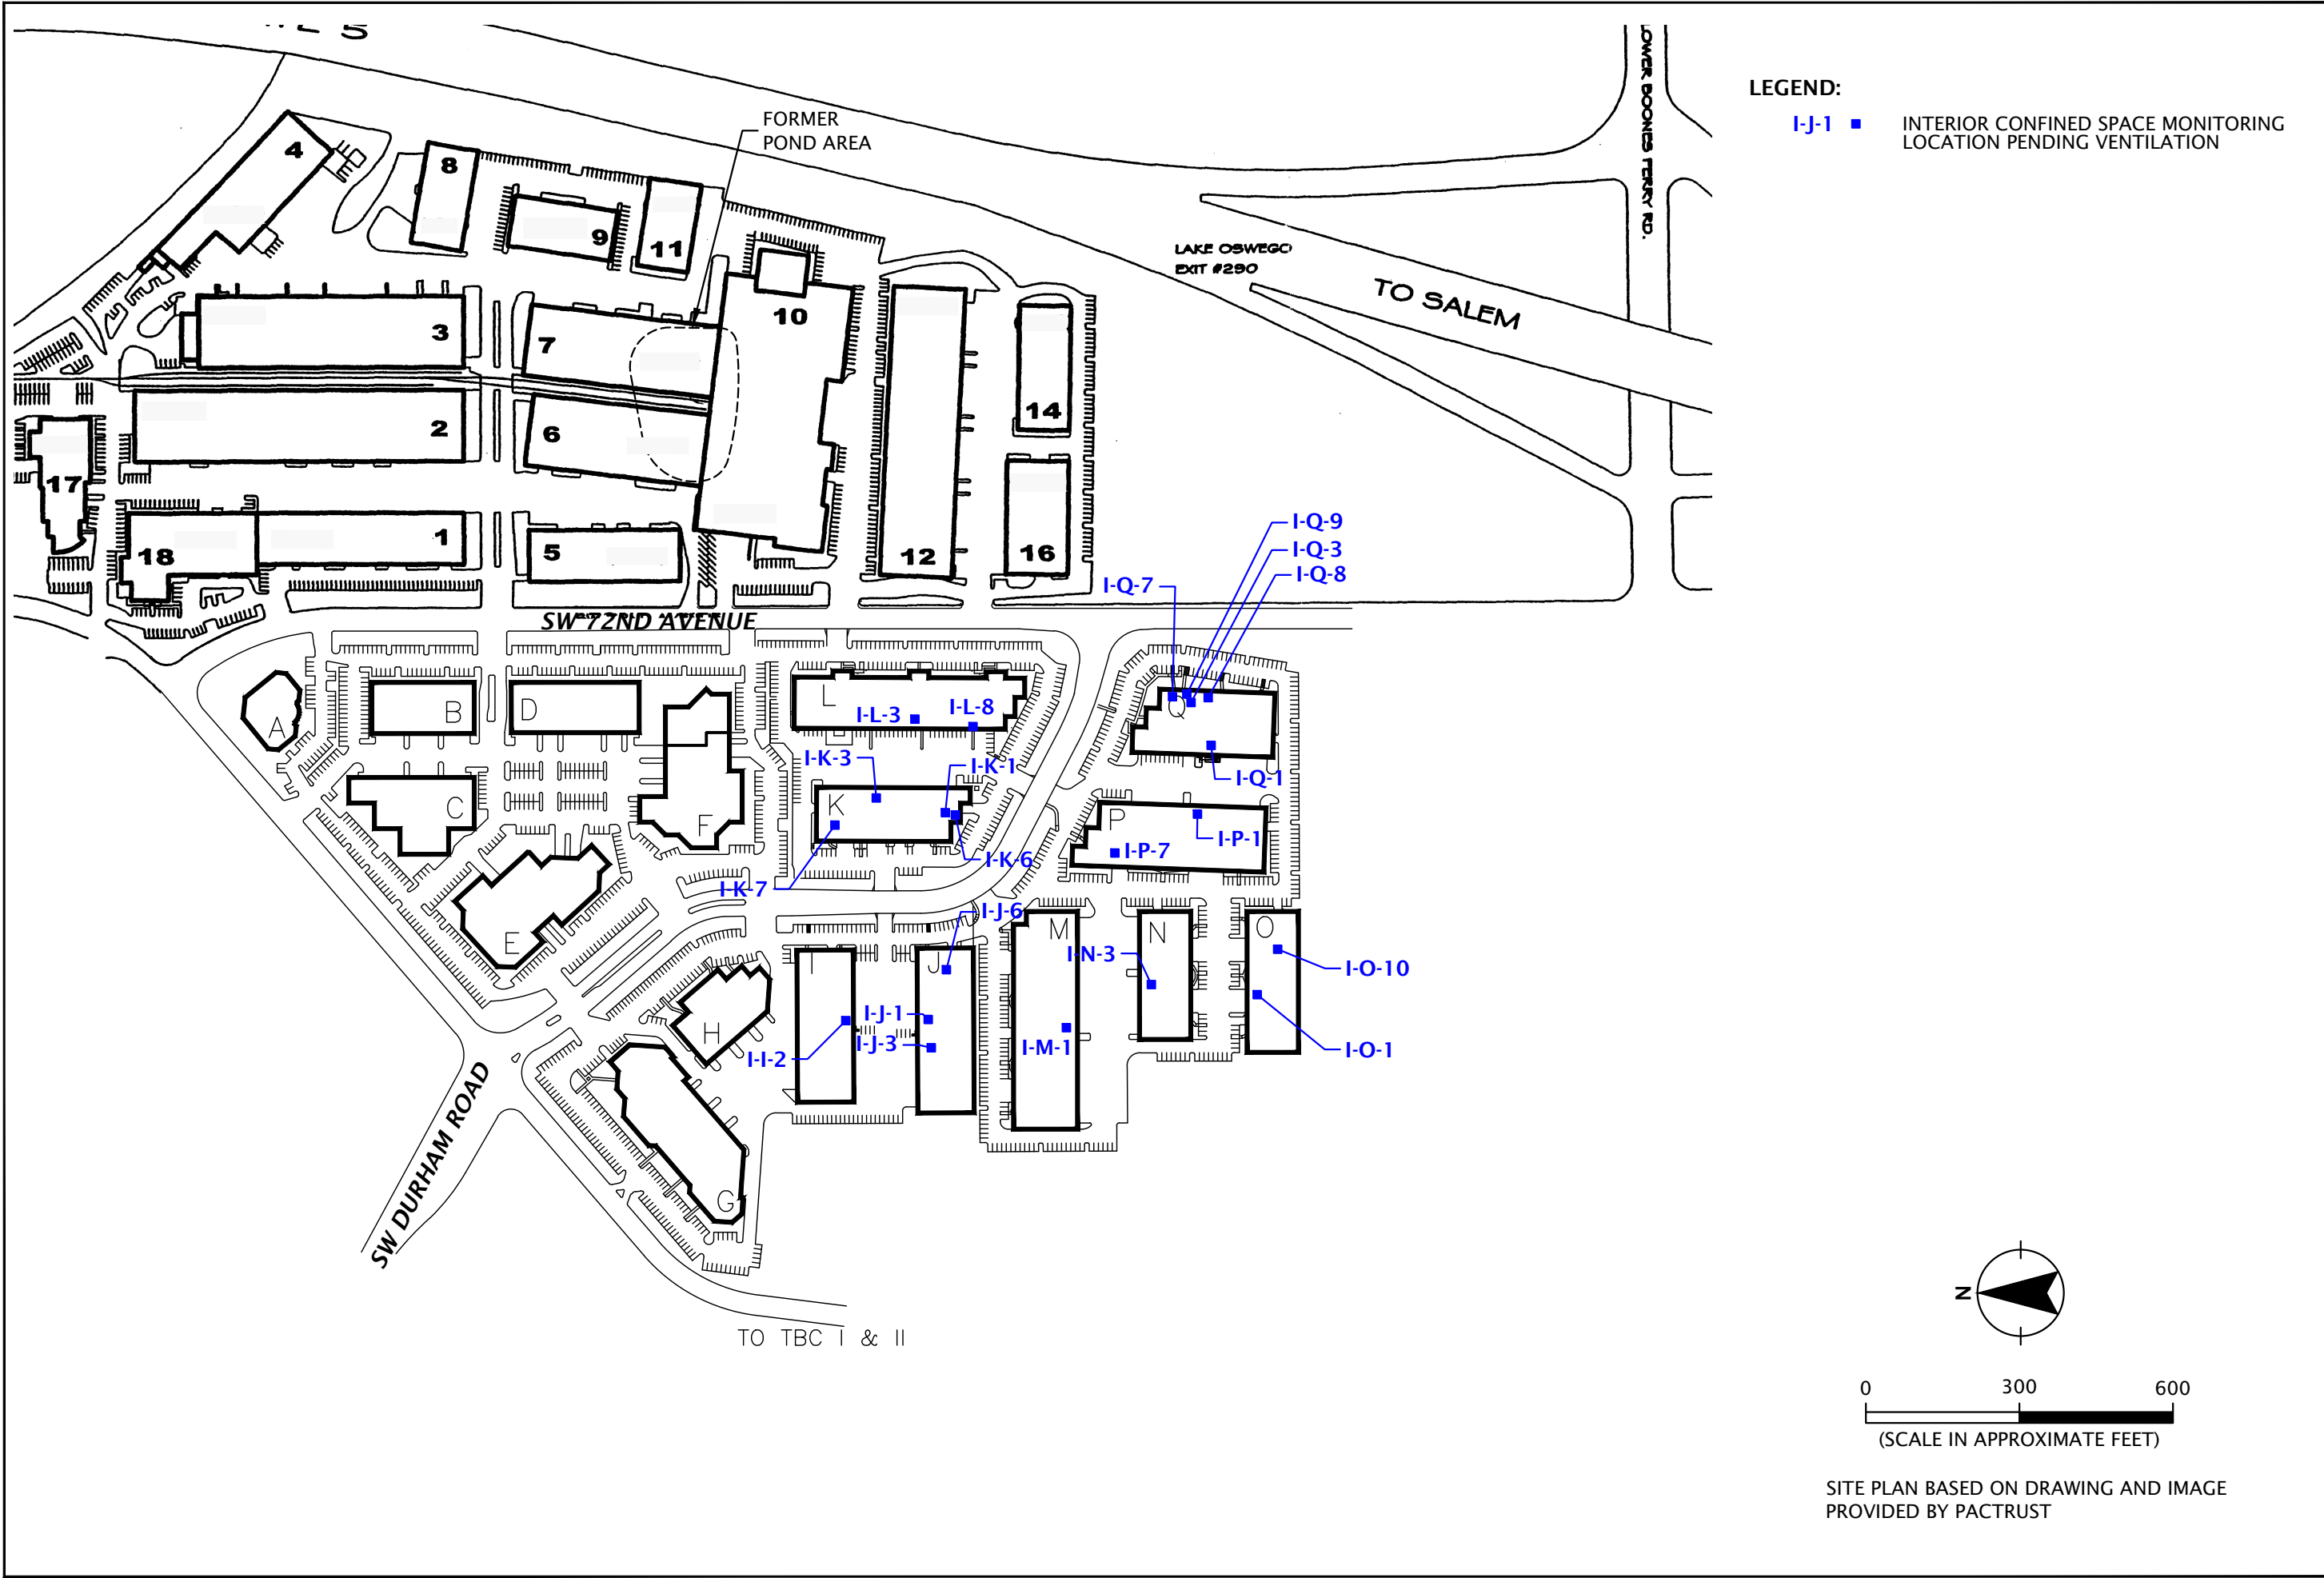 LOWER BOONES FERRY RD.
LEGEND:
I-J-1
INTERIOR CONFINED SPACE MONITORING
LOCATION PENDING VENTILATION
FORMER
POND AREA
4
8
9
11
10
LAKE OSWEGO
EXIT #290
TO SALEM
3
7
2
6
14
17
1
18
5
12
16
I-Q-9
I-Q-3
I-Q-8
I-Q-7
SW 72ND AVENUE
A
B
D
L
Q
I-L-3
I-L-8
I-K-3
I-K-1
I-Q-1
C
F
K
P
I-P-1
I-P-7
I-K-6
I-K-7
I-J-6
E
I
J
M
N
O
I-N-3
I-O-10
H
I-J-1
I-J-3
I-I-2
I-M-1
I-O-1
SW DURHAM ROAD
G
TO TBC I & II
N
0 300 600
(SCALE IN APPROXIMATE FEET)
SITE PLAN BASED ON DRAWING AND IMAGE
PROVIDED BY PACTRUST